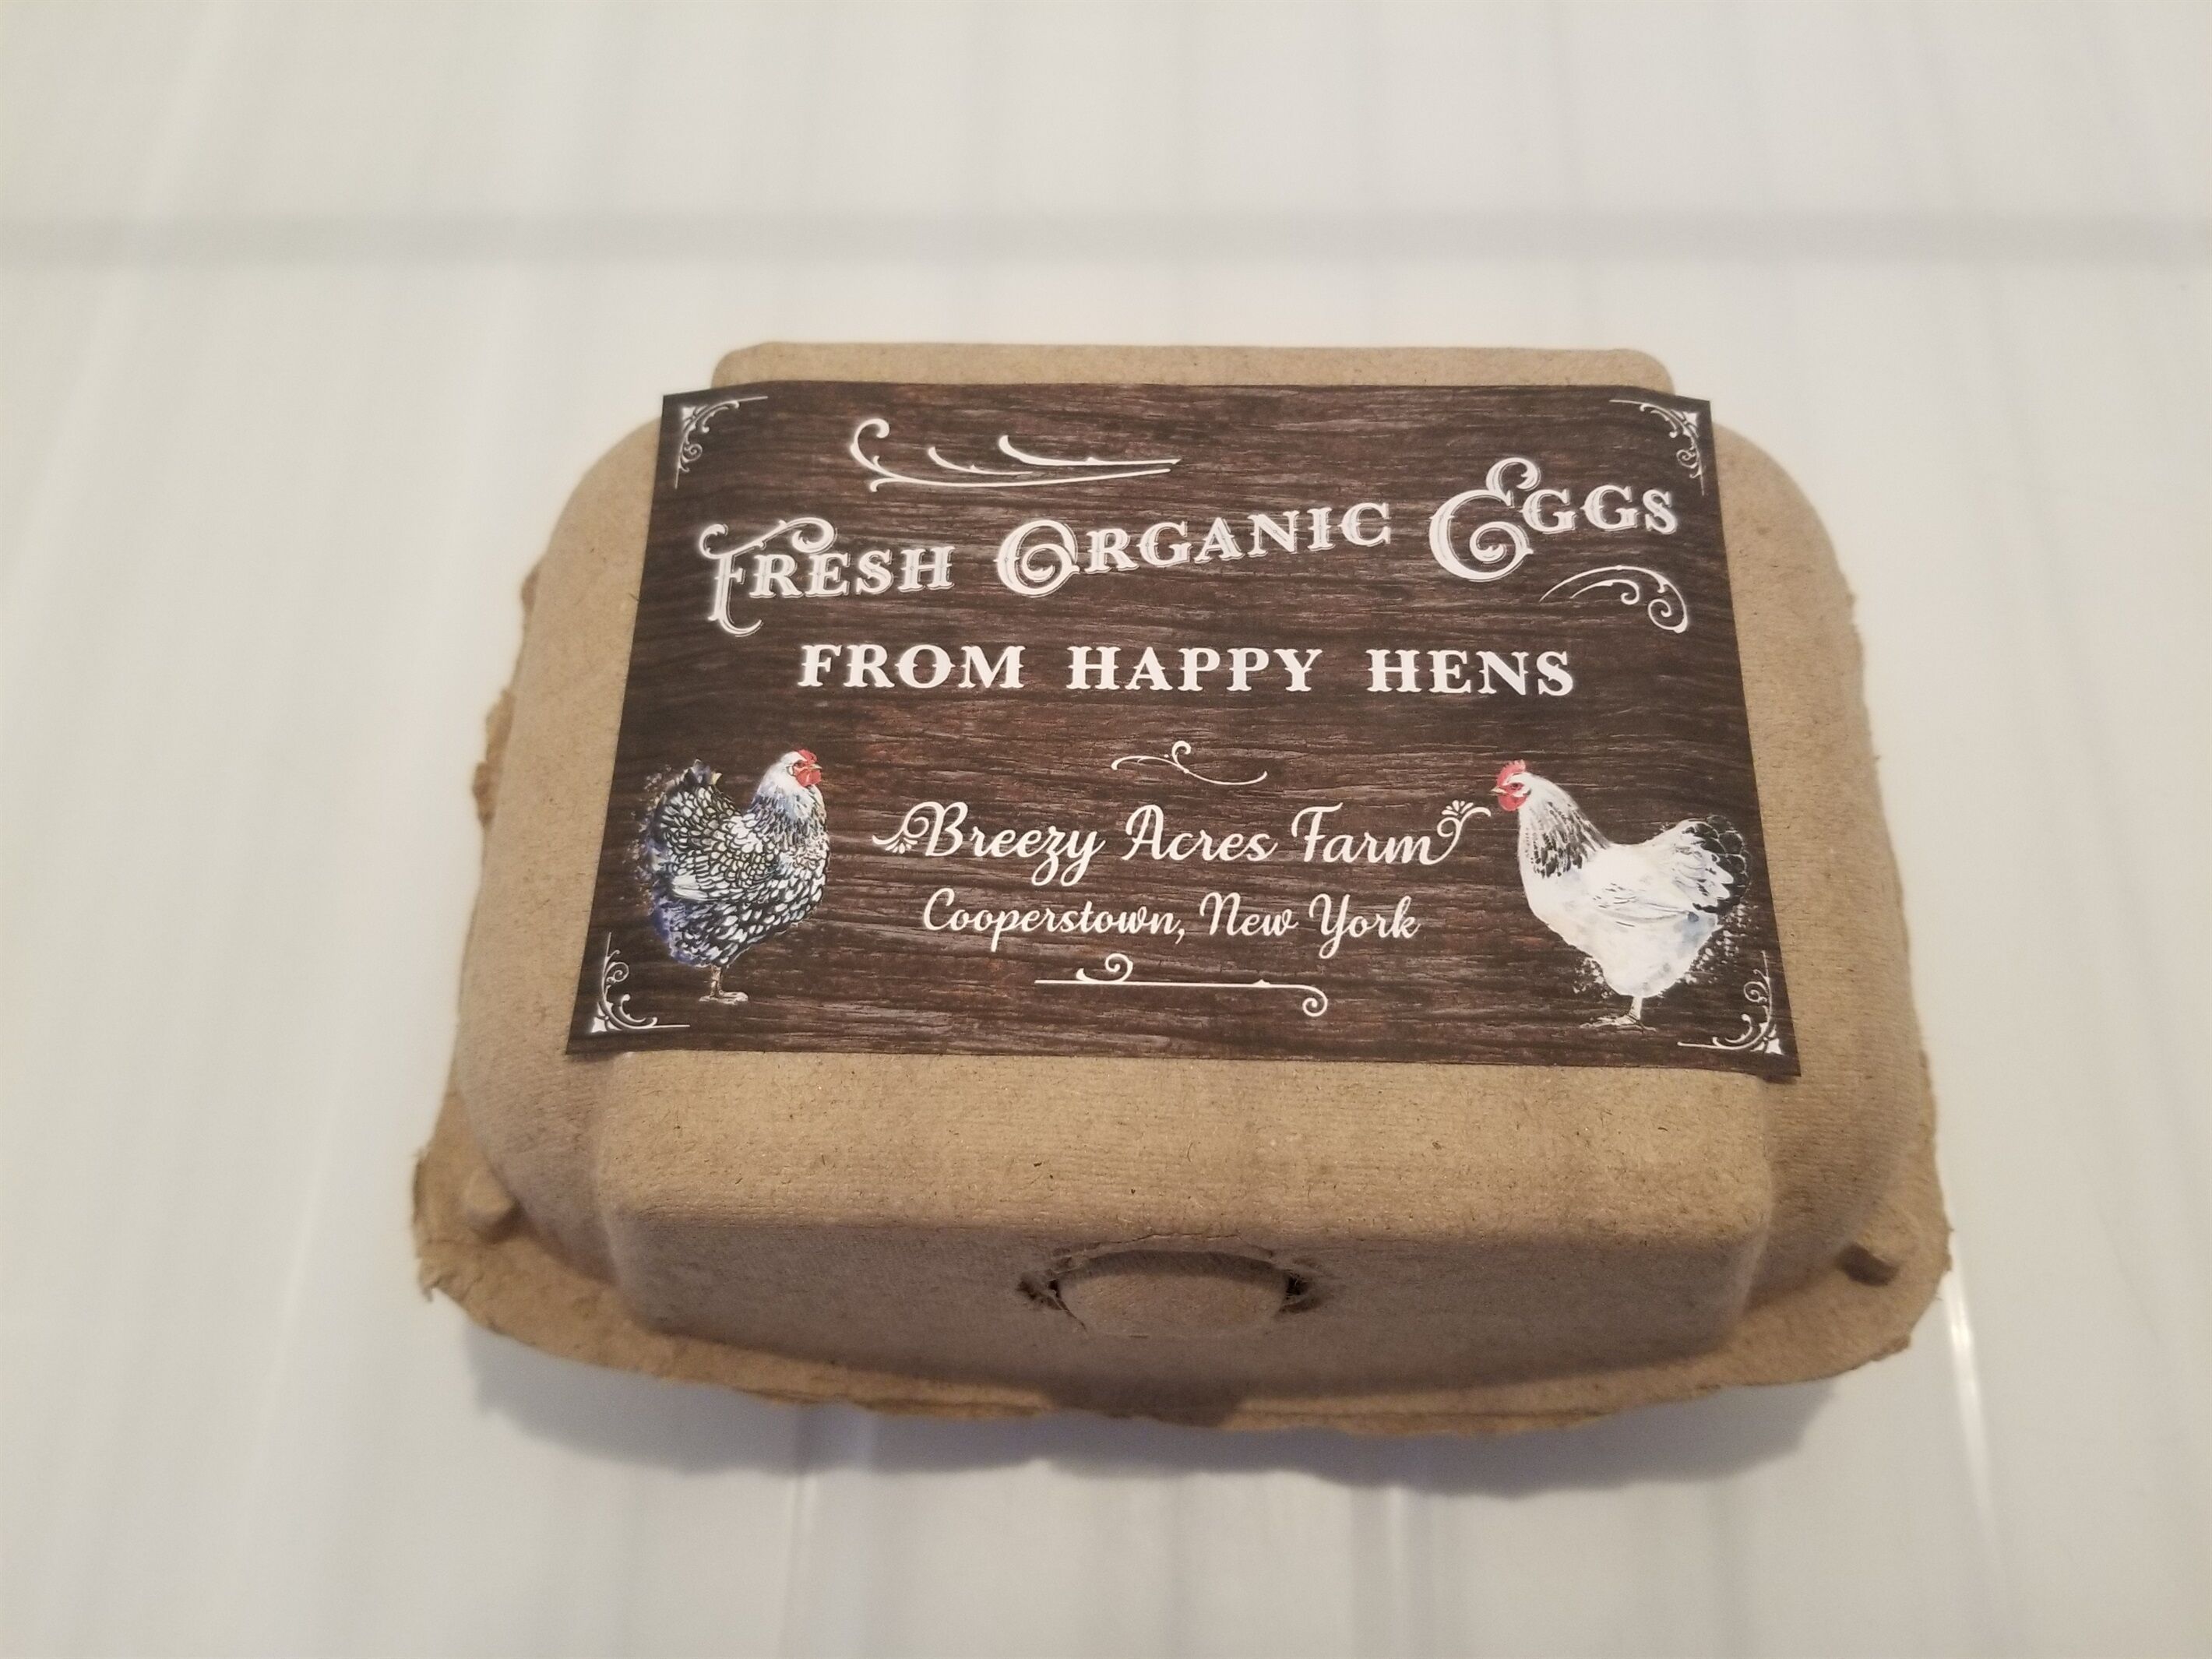 Fresh Organic Eggs
FROM HAPPY HENS
Breezy Acres Farm
Cooperstown, New York